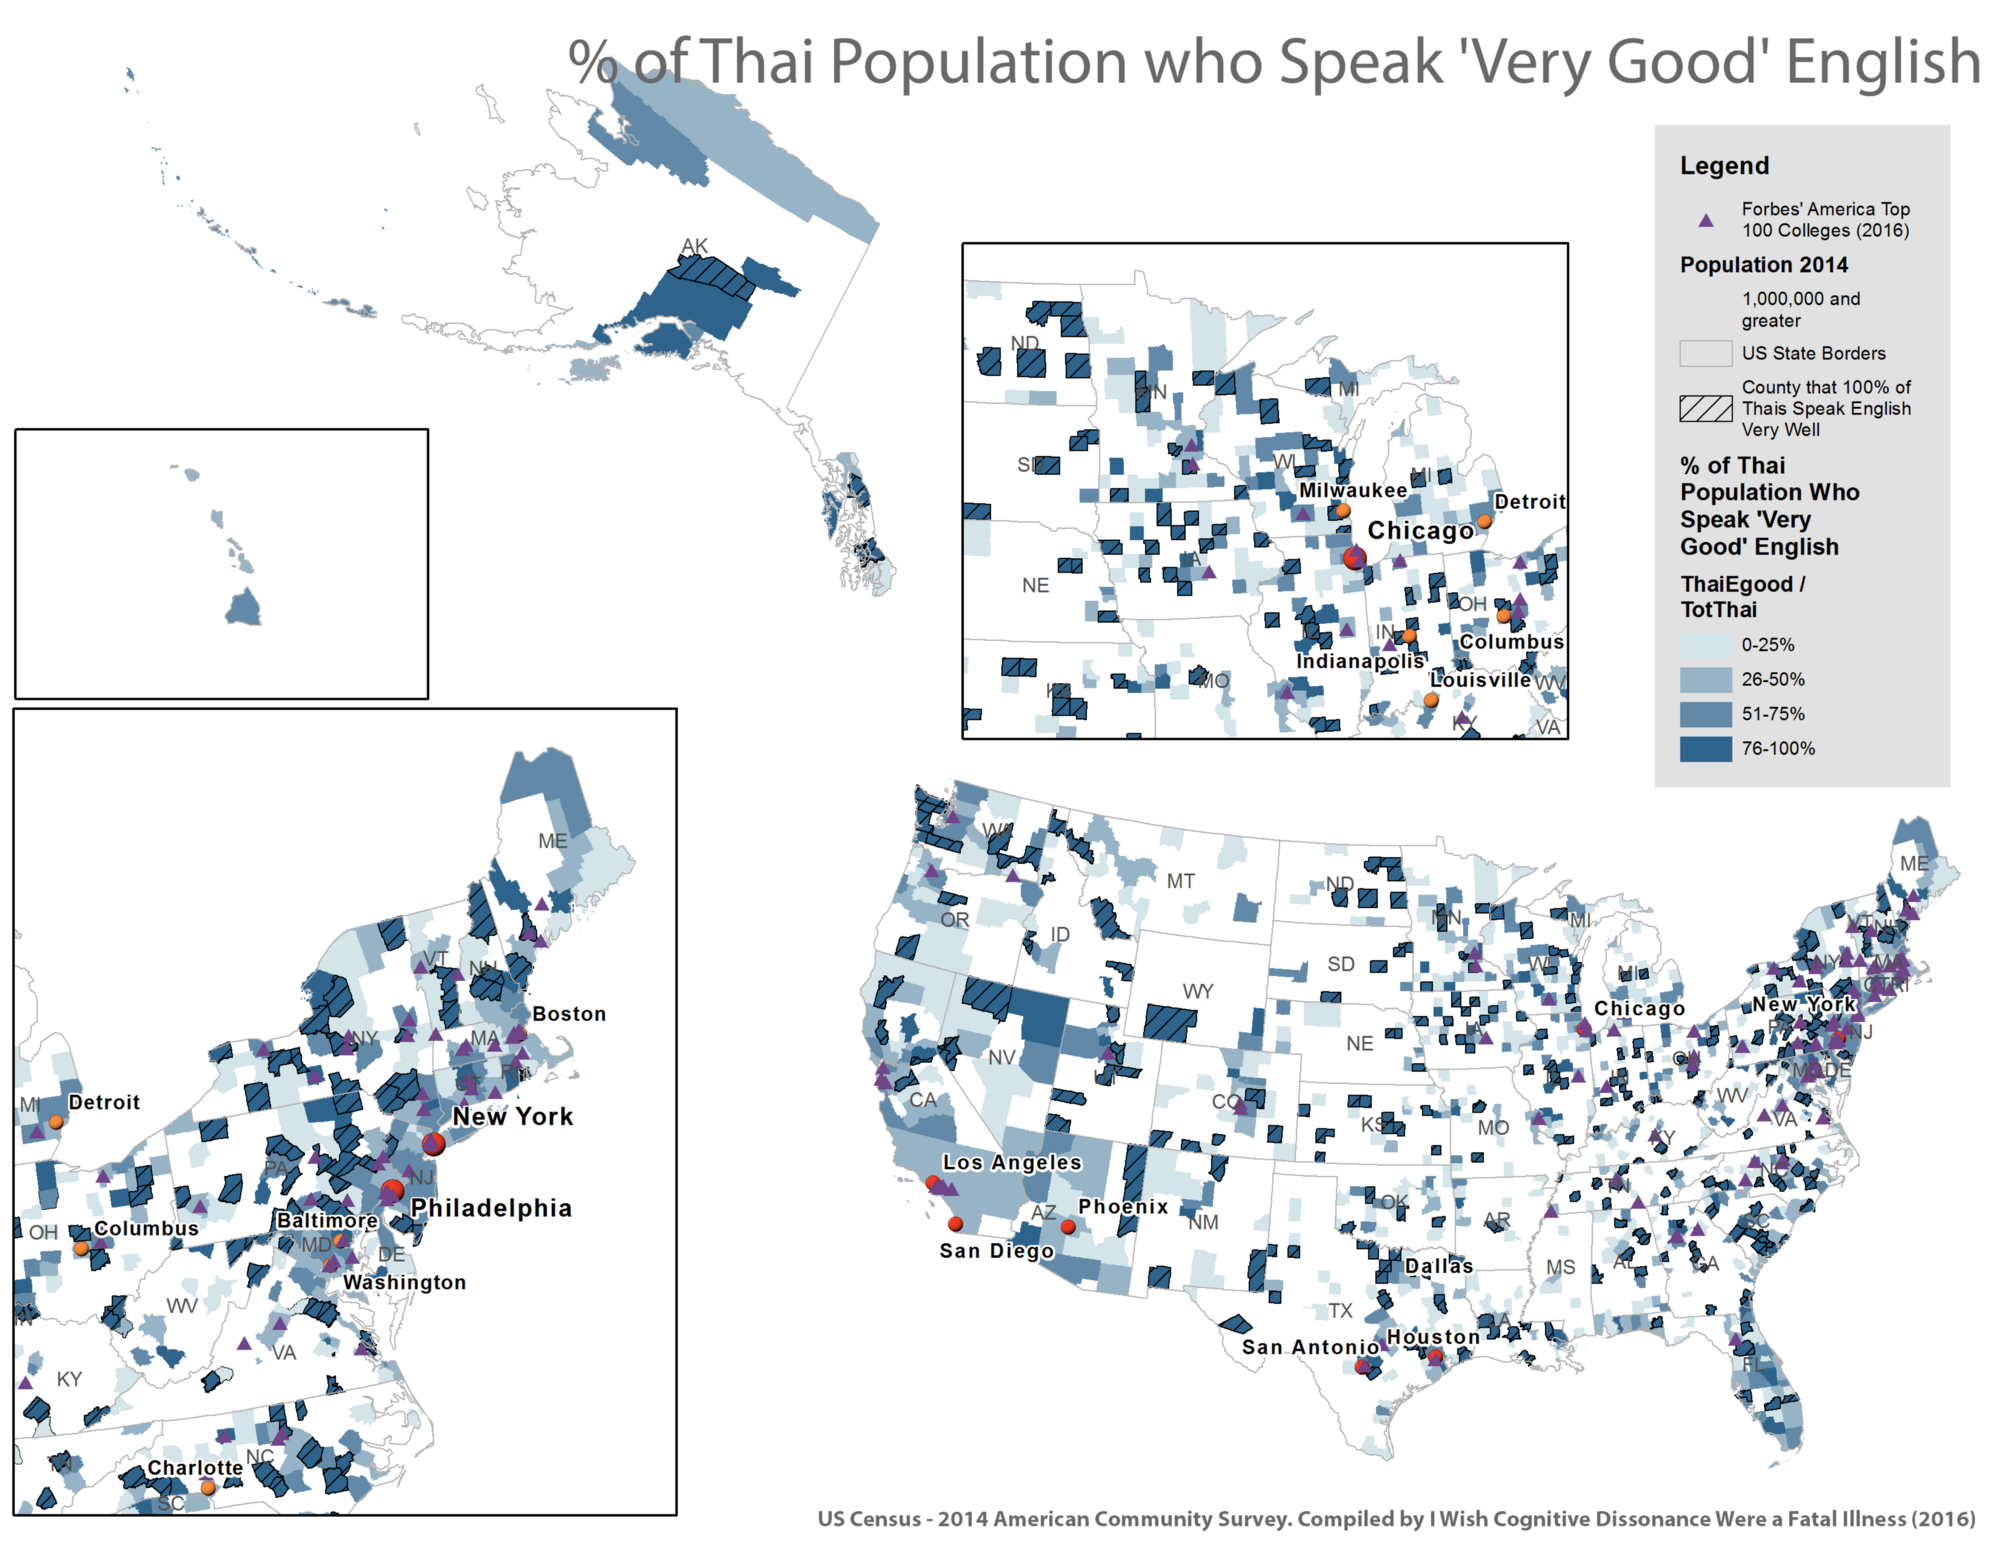 % of Thai Population who Speak 'Very Good' English
Legend
Forbes' America Top
100 Colleges (2016)
Population 2014
1,000,000 and
greater
US State Borders
County that 100% of
Thais Speak English
Very Well
% of Thai
Population Who
Speak 'Very
Good' English
ThaiEgood /
TotThai
0-25%
26-50%
51-75%
76-100%
AK
ND
MN
MI
SD
WI
MI
Milwaukee
Detroit
Chicago
IA
NE
OH
IN
Columbus
Indianapolis
Louisville
WV
KS
MO
KY
VA
ME
VT
NH
Boston
NY
MA
CT
RI
MI
Detroit
New York
PA
NJ
Philadelphia
OH
Columbus
Baltimore
MD
DE
Washington
WV
IN
VA
KY
NC
Charlotte
TN
SC
WA
MT
ND
MN
MI
ME
OR
ID
VT
NH
SD
WI
MI
NY
MA
WY
CT
RI
Chicago
New York
NV
NE
IA
PA
NJ
OH
UT
IL
IN
MD
DE
CA
CO
KS
MO
WV
VA
KY
Los Angeles
NC
TN
Phoenix
AZ
NM
OK
AR
SC
San Diego
Dallas
MS
AL
GA
TX
LA
San Antonio
Houston
FL
US Census - 2014 American Community Survey. Compiled by I Wish Cognitive Dissonance Were a Fatal Illness (2016)